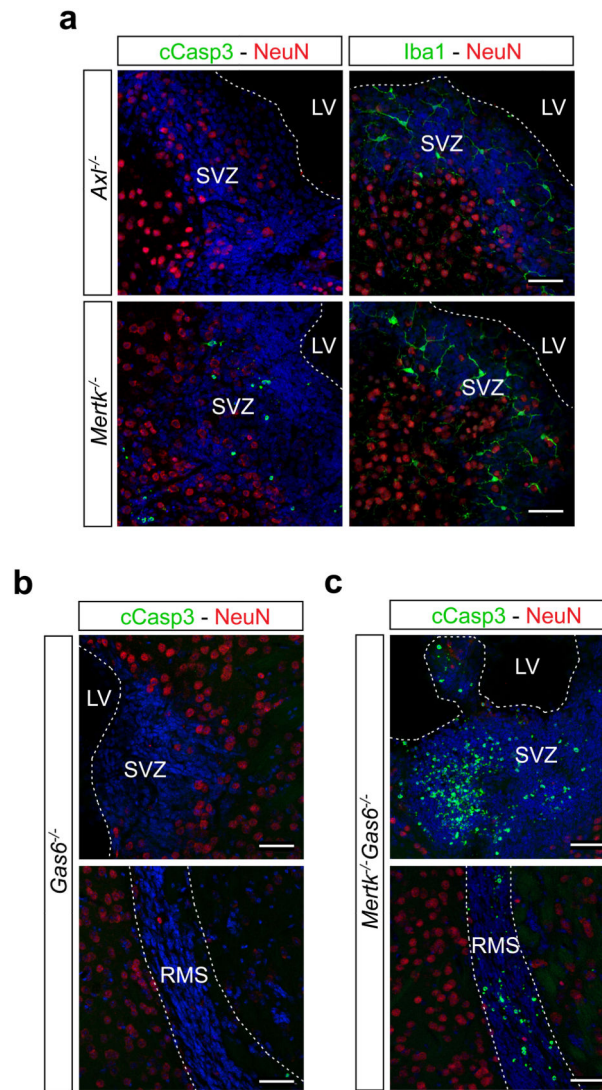 a
cCasp3 - NeuN
Iba1 - NeuN
Axl-/-
LV
SVZ
LV
SVZ
Mertk-/-
LV
SVZ
LV
SVZ
b
cCasp3 - NeuN
Gas6-/-
LV
SVZ
RMS
c
cCasp3 - NeuN
Mertk-/-Gas6-/-
LV
SVZ
RMS